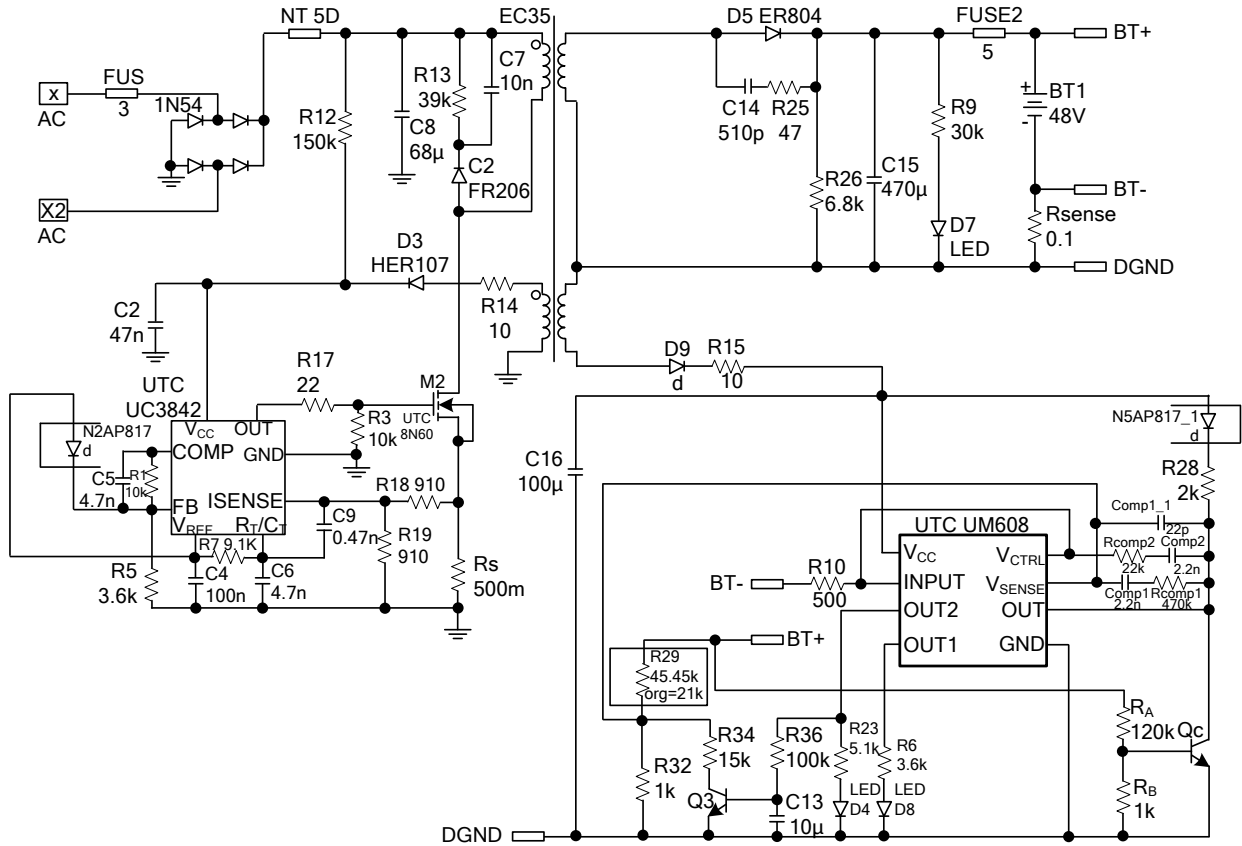 NT 5D
EC35
D5 ER804
FUSE2
5
BT+
FUS
3
x
AC
1N54
R12
150k
C8
68µ
R13
39k
C7
10n
C2
FR206
C14
510p
R25
47
R26
6.8k
C15
470µ
R9
30k
D7
LED
BT1
48V
+
-
BT-
Rsense
0.1
DGND
X2
AC
D3
HER107
R14
10
C2
47n
D9
d
R15
10
UTC
UC3842
R17
22
M2
UTC
8N60
R3
10k
VCC
OUT
COMP
GND
ISENSE
FB
VREF
RT/CT
N2AP817
d
C5
4.7n
R1
10k
R18 910
R19
910
C9
0.47n
R7 9.1K
R5
3.6k
C4
100n
C6
4.7n
Rs
500m
C16
100µ
N5AP817_1
d
R28
2k
Comp1_1
22p
UTC UM608
VCC
INPUT
OUT2
OUT1
VCTRL
VSENSE
OUT
GND
Rcomp2
22k
Comp2
2.2n
Comp1
2.2n
Rcomp1
470k
BT-
R10
500
BT+
R29
45.45k
org=21k
R34
15k
R36
100k
R23
5.1k
R6
3.6k
RA
120k
Qc
R32
1k
Q3
C13
10µ
LED
D4
LED
D8
RB
1k
DGND